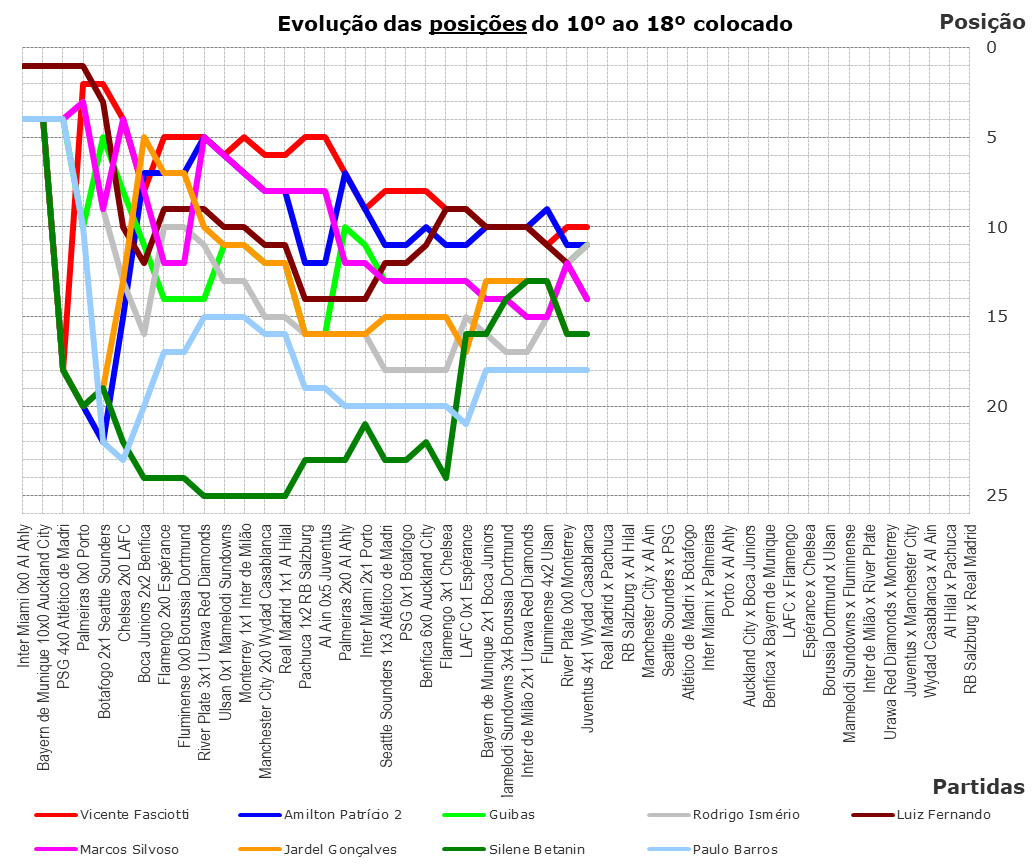 Evolução das posições do 10º ao 18º colocado
Posição
0
5
10
15
20
25
Inter Miami 0x0 Al Ahly
Bayern de Munique 10x0 Auckland City
PSG 4x0 Atlético de Madri
Palmeiras 0x0 Porto
Botafogo 2x1 Seattle Sounders
Chelsea 2x0 LAFC
Boca Juniors 2x2 Benfica
Flamengo 2x0 Espérance
Fluminense 0x0 Borussia Dortmund
River Plate 3x1 Urawa Red Diamonds
Ulsan 0x1 Mamelodi Sundowns
Monterrey 1x1 Inter de Milão
Manchester City 2x0 Wydad Casablanca
Real Madrid 1x1 Al Hilal
Pachuca 1x2 RB Salzburg
Al Ain 0x5 Juventus
Palmeiras 2x0 Al Ahly
Inter Miami 2x1 Porto
Seattle Sounders 1x3 Atlético de Madri
PSG 0x1 Botafogo
Benfica 6x0 Auckland City
Flamengo 3x1 Chelsea
LAFC 0x1 Espérance
Bayern de Munique 2x1 Boca Juniors
lamelodi Sundowns 3x4 Borussia Dortmund
Inter de Milão 2x1 Urawa Red Diamonds
Fluminense 4x2 Ulsan
River Plate 0x0 Monterrey
Juventus 4x1 Wydad Casablanca
Real Madrid x Pachuca
RB Salzburg x Al Hilal
Manchester City x Al Ain
Seattle Sounders x PSG
Atlético de Madri x Botafogo
Inter Miami x Palmeiras
Porto x Al Ahly
Auckland City x Boca Juniors
Benfica x Bayern de Munique
LAFC x Flamengo
Espérance x Chelsea
Borussia Dortmund x Ulsan
Mamelodi Sundowns x Fluminense
Inter de Milão x River Plate
Urawa Red Diamonds x Monterrey
Juventus x Manchester City
Wydad Casablanca x Al Ain
Al Hilal x Pachuca
RB Salzburg x Real Madrid
Partidas
Vicente Fasciotti
Amilton Patrício 2
Guibas
Rodrigo Ismério
Luiz Fernando
Marcos Silvoso
Jardel Gonçalves
Silene Betanin
Paulo Barros